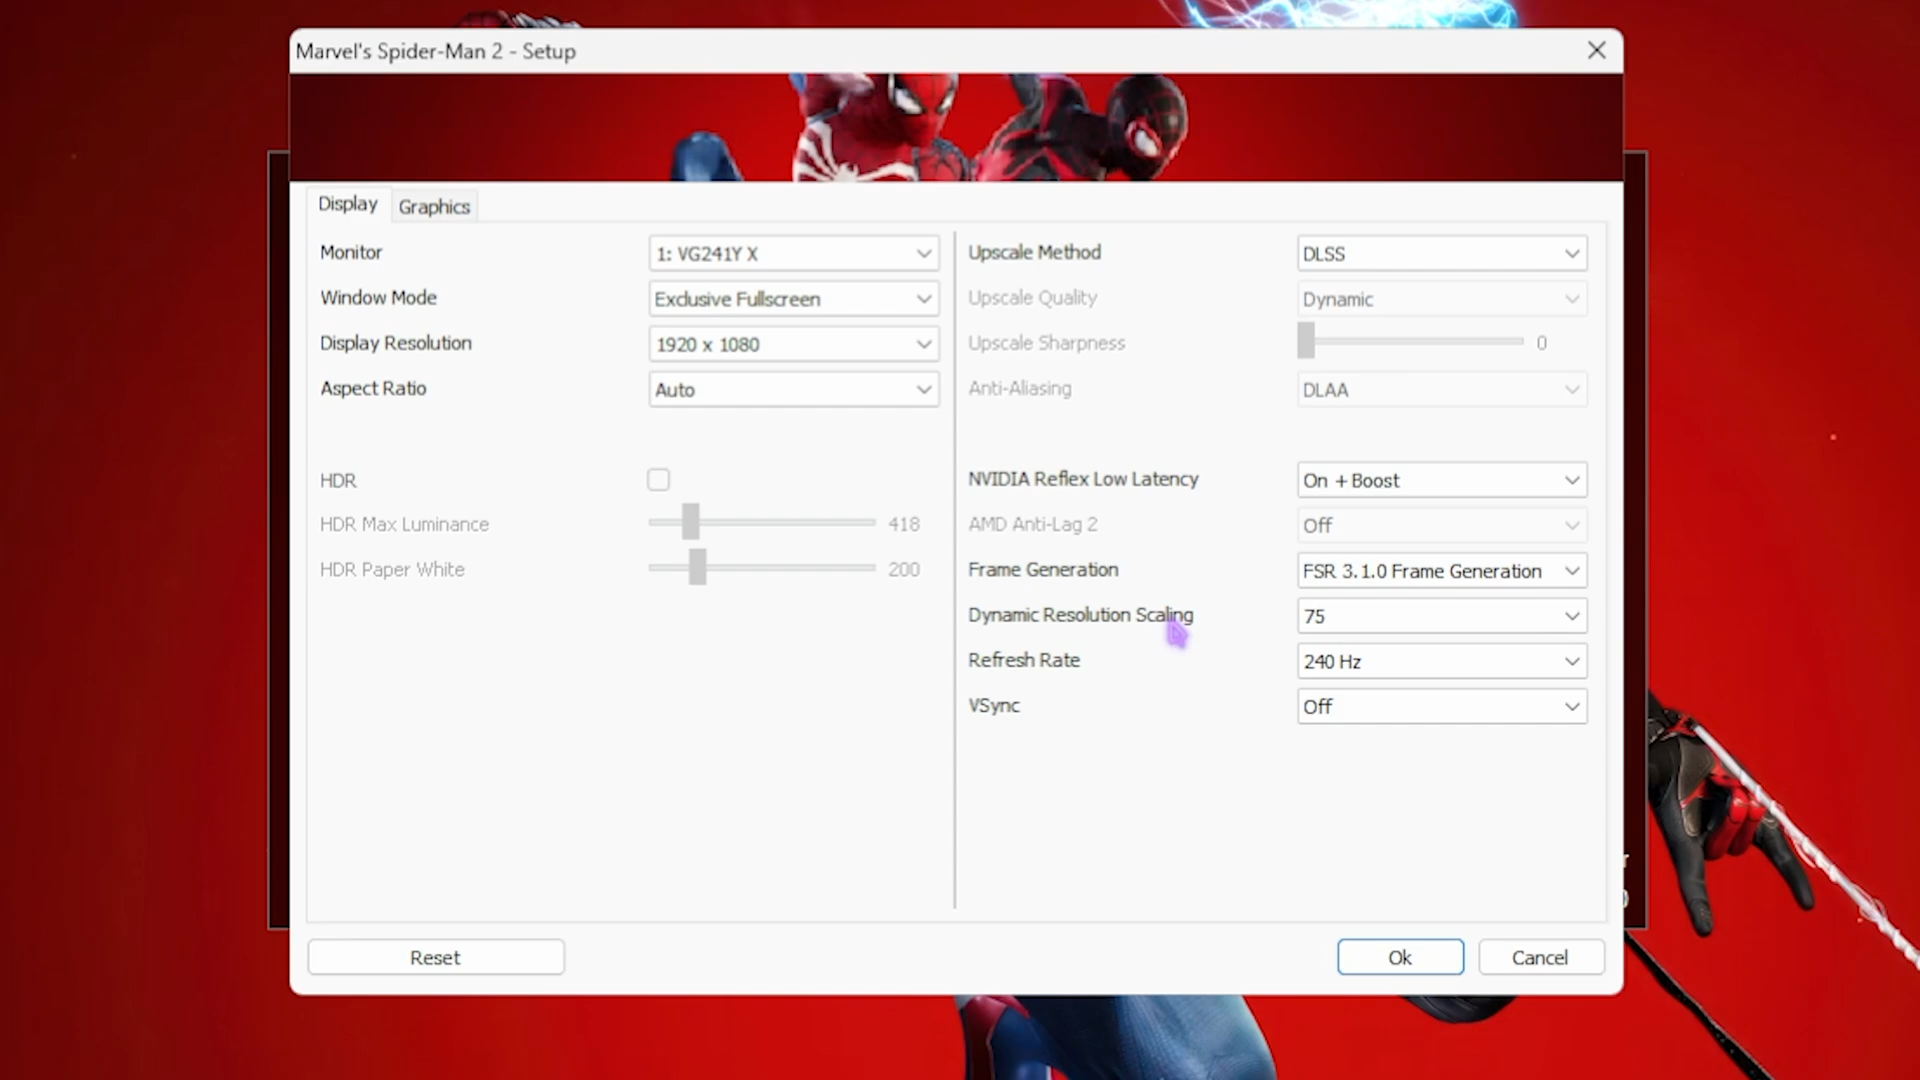 Marvel's Spider-Man 2 - Setup
Display
Graphics
Monitor
1: VG241Y X
Window Mode
Exclusive Fullscreen
Display Resolution
1920 x 1080
Aspect Ratio
Auto
HDR
HDR Max Luminance
418
HDR Paper White
200
Upscale Method
DLSS
Upscale Quality
Dynamic
Upscale Sharpness
0
Anti-Aliasing
DLAA
NVIDIA Reflex Low Latency
On + Boost
AMD Anti-Lag 2
Off
Frame Generation
FSR 3.1.0 Frame Generation
Dynamic Resolution Scaling
75
Refresh Rate
240 Hz
VSync
Off
Reset
Ok
Cancel